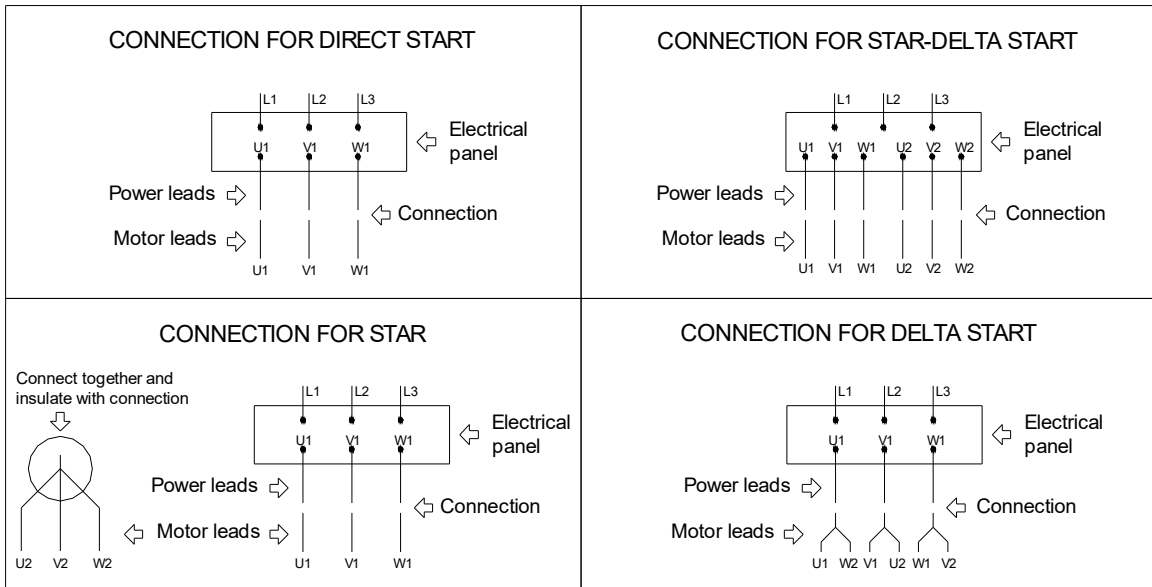 CONNECTION FOR DIRECT START
L1 L2 L3
U1 V1 W1
Electrical
panel
Power leads
Connection
Motor leads
U1 V1 W1
CONNECTION FOR STAR-DELTA START
L1 L2 L3
U1 V1 W1 U2 V2 W2
Electrical
panel
Power leads
Connection
Motor leads
U1 V1 W1 U2 V2 W2
CONNECTION FOR STAR
Connect together and
insulate with connection
L1 L2 L3
U1 V1 W1
Electrical
panel
Power leads
Connection
Motor leads
U2 V2 W2
U1 V1 W1
CONNECTION FOR DELTA START
L1 L2 L3
U1 V1 W1
Electrical
panel
Power leads
Connection
Motor leads
U1 W2 V1 U2 W1 V2